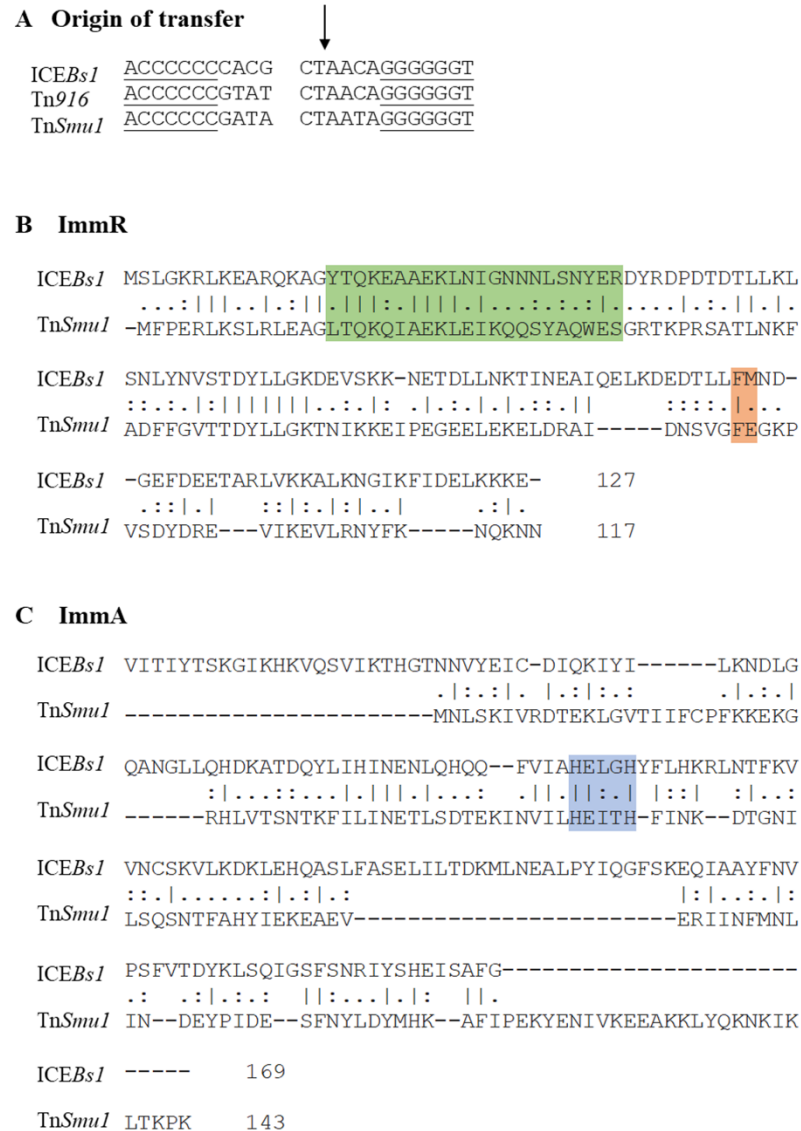 A Origin of transfer
ICEBs1 ACCCCCCCACG CTAACAGGGGGGT
Tn916 ACCCCCCGTAT CTAACAGGGGGGT
TnSmu1 ACCCCCCGATA CTAATAGGGGGGT
B ImmR
ICEBs1 MSLGKRLKEARQKAGYTQKEAAEKLNIGNNNLSNYERDYRDPDTDTLLKL
...:|||..|.:||.|||:.||||.|...:.:.:|.....|.||.:
TnSmu1 -MFPERLKSLRLEAGLTQKQIAEKLEIKQQSYAQWESGRTKPRSATLNKF
ICEBs1 SNLYNVSTDYLLGKDEVSKK-NETDLLNKTINEAIQELKDEDTLLFMND-
::.:.|:||||||||..::|: .|..|.:|.:.|| ::::.|..
TnSmu1 ADFFGVTTDYLLGKTNIKKEIPEGEELEKELDRAI-----DNSVGFEGKP
ICEBs1 -GEFDEETARLVKKALKNGIKFIDELKKKE- 127
.::|.| ::|:|:|..| .:|.
TnSmu1 VSDYDRE---VIKEVLRNYFK-----NQKNN 117
C ImmA
ICEBs1 VITIYTSKGIKHKVQSVIKTHGTNNVYEIC-DIQKIYI------LKNDLG
.|:.:|. .|.:|.: .|.:.|
TnSmu1 -----------------------MNLSKIVRDTEKLGVTIIFCPFKKEKG
ICEBs1 QANGLLQHDKATDQYLIHINENLQHQQ--FVIAHELGHYFLHKRLNTFKV
:|...::..|.|||.|...: .||.||:.| |::| :|..:
TnSmu1 ------RHLVTSNTKFILINETLSDTEKINVILHEITH-FINK--DTGNI
ICEBs1 VNCSKVLKDKLEHQASLFASELILTDKMLNEALPYIQGFSKEQIAAYFNV
::.|......:|.|: |:|..:|:
TnSmu1 LSQSNTFAHYIEKEAEV------------------------ERIINFMNL
ICEBs1 PSFVTDYKLSQIGSFSNRIYSHEISAFG----------------------
.: .:|.:.: ||:...|.|: ||.
TnSmu1 IN--DEYPIDE--SFNYLDYMHK--AFIPEKYENIVKEEAKKLYQKNKIK
ICEBs1 ----- 169
TnSmu1 LTKPK 143